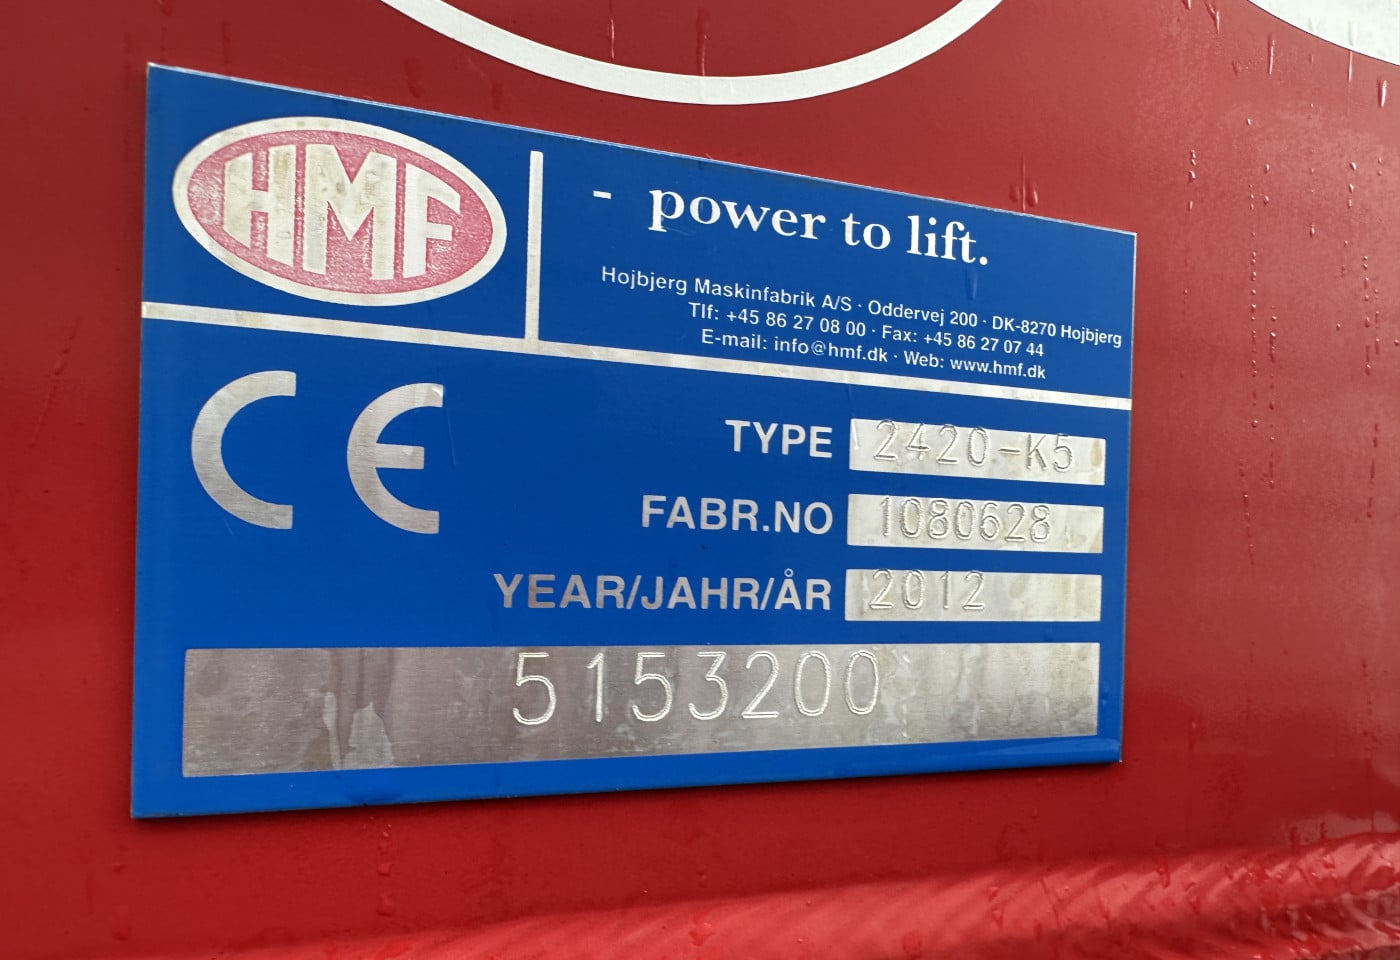 HMF
- power to lift.
Hojbjerg Maskinfabrik A/S · Oddervej 200 · DK-8270 Hojbjerg
Tlf: +45 86 27 08 00 · Fax: +45 86 27 07 44
E-mail: info@hmf.dk · Web: www.hmf.dk
CE
TYPE 2420-K5
FABR.NO 1080628
YEAR/JAHR/ÅR 2012
5153200